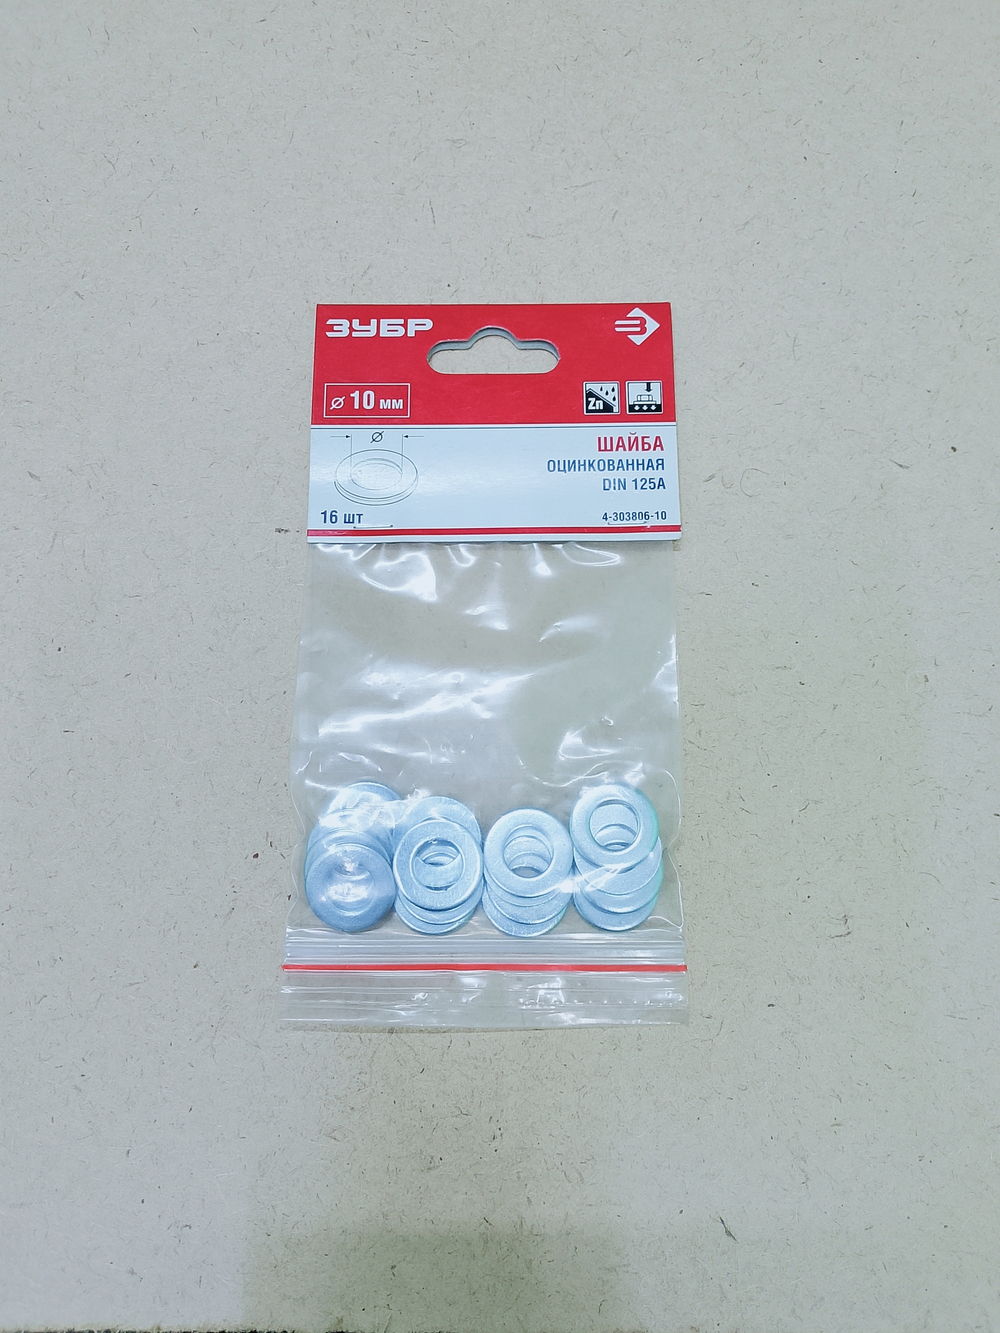 ЗУБР
⌀ 10 мм
Zn
⌀
ШАЙБА
ОЦИНКОВАННАЯ
DIN 125A
16 шт
4-303806-10